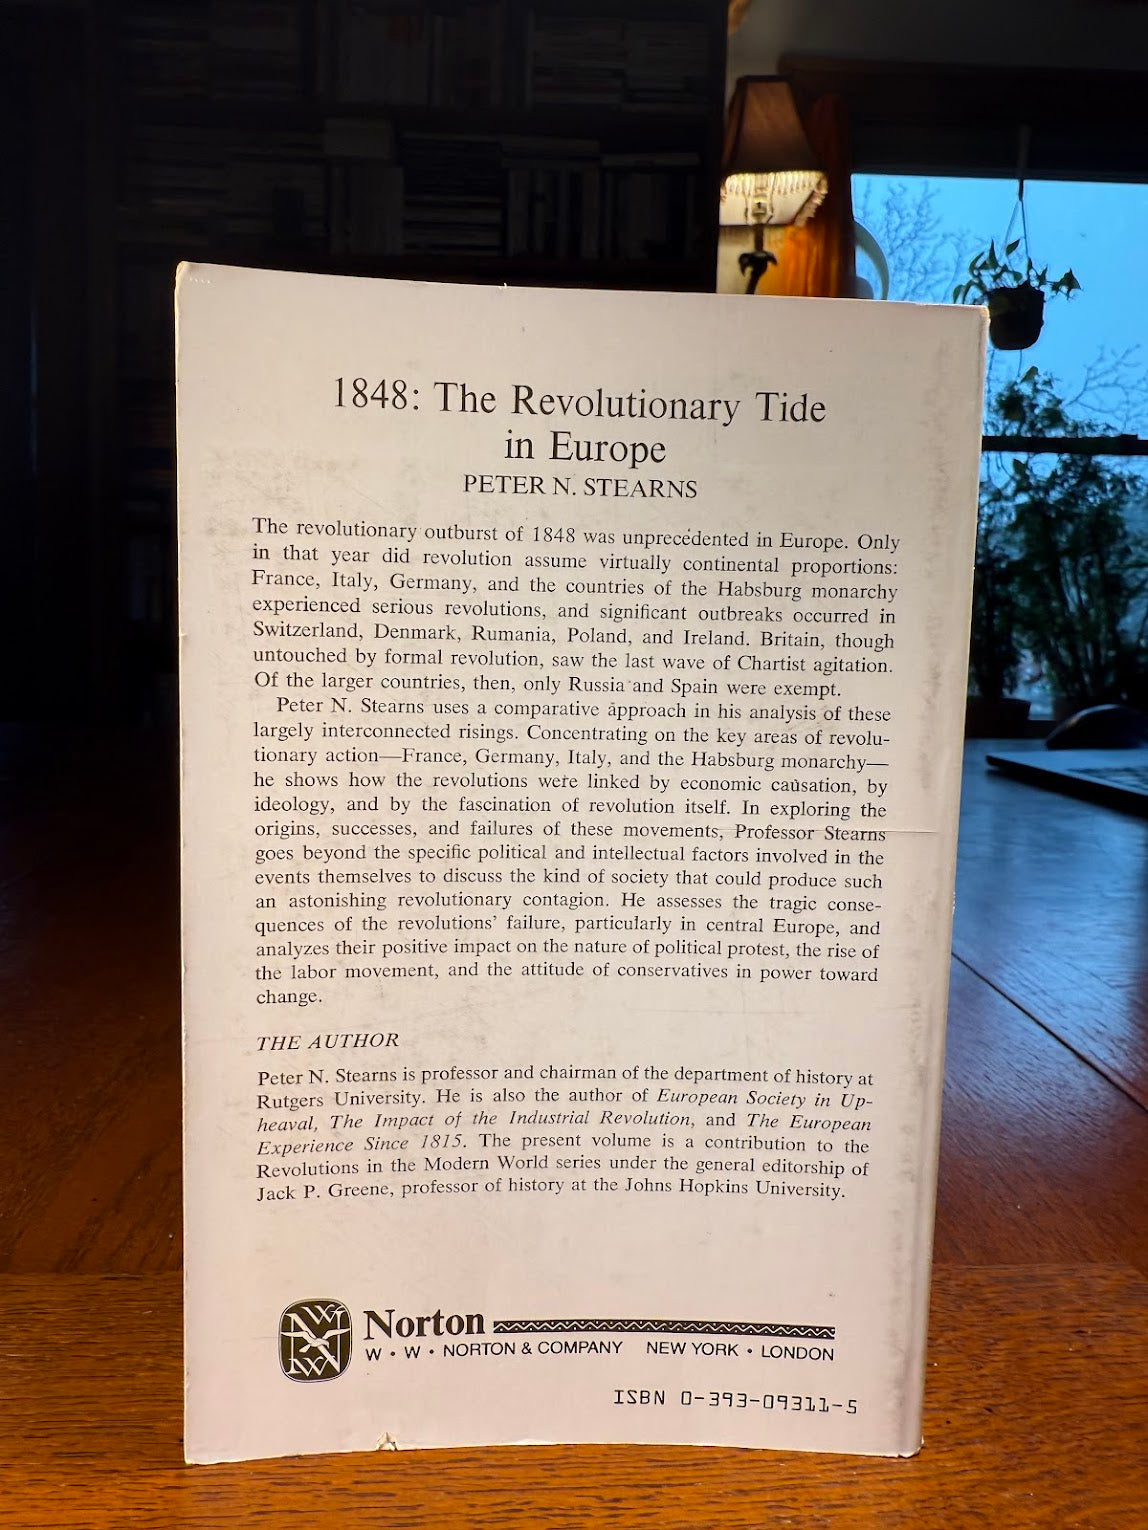 1848: The Revolutionary Tide
in Europe
PETER N. STEARNS
The revolutionary outburst of 1848 was unprecedented in Europe. Only
in that year did revolution assume virtually continental proportions:
France, Italy, Germany, and the countries of the Habsburg monarchy
experienced serious revolutions, and significant outbreaks occurred in
Switzerland, Denmark, Rumania, Poland, and Ireland. Britain, though
untouched by formal revolution, saw the last wave of Chartist agitation.
Of the larger countries, then, only Russia and Spain were exempt.
Peter N. Stearns uses a comparative approach in his analysis of these
largely interconnected risings. Concentrating on the key areas of revolu-
tionary action—France, Germany, Italy, and the Habsburg monarchy—
he shows how the revolutions were linked by economic causation, by
ideology, and by the fascination of revolution itself. In exploring the
origins, successes, and failures of these movements, Professor Stearns
goes beyond the specific political and intellectual factors involved in the
events themselves to discuss the kind of society that could produce such
an astonishing revolutionary contagion. He assesses the tragic conse-
quences of the revolutions' failure, particularly in central Europe, and
analyzes their positive impact on the nature of political protest, the rise of
the labor movement, and the attitude of conservatives in power toward
change.
THE AUTHOR
Peter N. Stearns is professor and chairman of the department of history at
Rutgers University. He is also the author of European Society in Up-
heaval, The Impact of the Industrial Revolution, and The European
Experience Since 1815. The present volume is a contribution to the
Revolutions in the Modern World series under the general editorship of
Jack P. Greene, professor of history at the Johns Hopkins University.
Norton
W • W • NORTON & COMPANY NEW YORK • LONDON
ISBN 0-393-09311-5